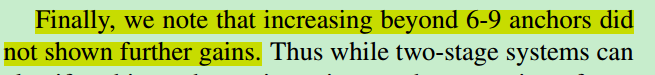 Finally, we note that increasing beyond 6-9 anchors did
not shown further gains. Thus while two-stage systems can